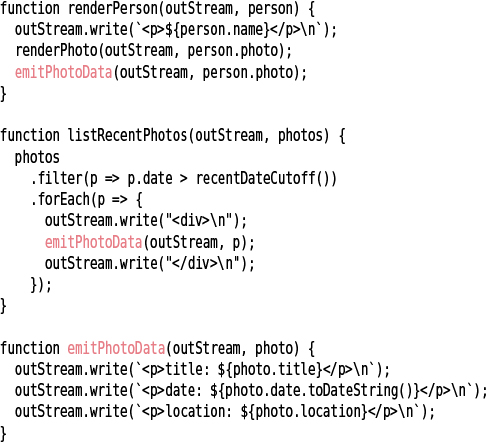 function renderPerson(outStream, person) {
  outStream.write(`<p>${person.name}</p>\n`);
  renderPhoto(outStream, person.photo);
  emitPhotoData(outStream, person.photo);
}

function listRecentPhotos(outStream, photos) {
  photos
    .filter(p => p.date > recentDateCutoff())
    .forEach(p => {
      outStream.write("<div>\n");
      emitPhotoData(outStream, p);
      outStream.write("</div>\n");
    });
}

function emitPhotoData(outStream, photo) {
  outStream.write(`<p>title: ${photo.title}</p>\n`);
  outStream.write(`<p>date: ${photo.date.toDateString()}</p>\n`);
  outStream.write(`<p>location: ${photo.location}</p>\n`);
}